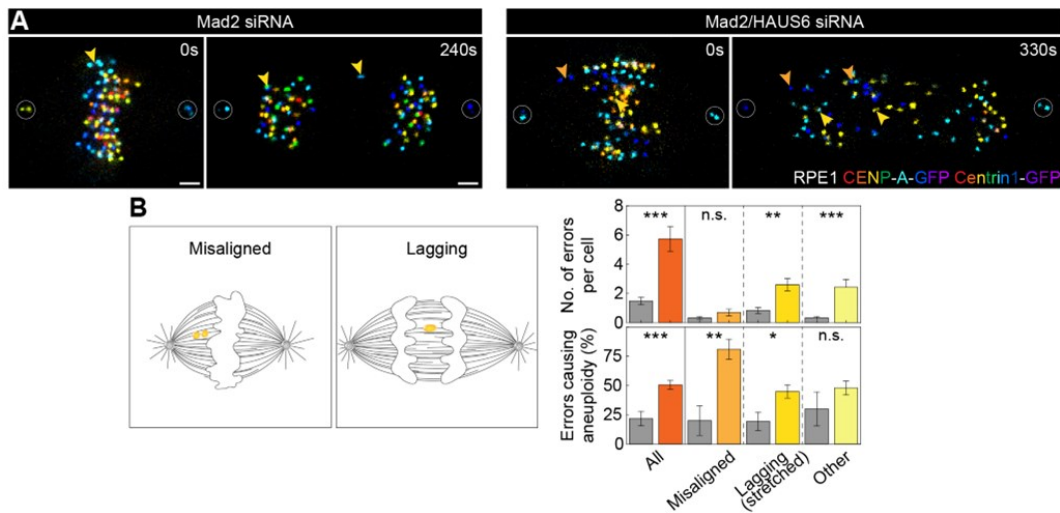 A
Mad2 siRNA
Mad2/HAUS6 siRNA
0s
240s
0s
330s
RPE1 CENP-A-GFP Centrin1-GFP
B
Misaligned
Lagging
No. of errors
per cell
8
6
4
2
0
***
n.s.
**
***
Errors causing
aneuploidy (%)
75
50
25
0
***
**
*
n.s.
All
Misaligned
Lagging
(stretched)
Other